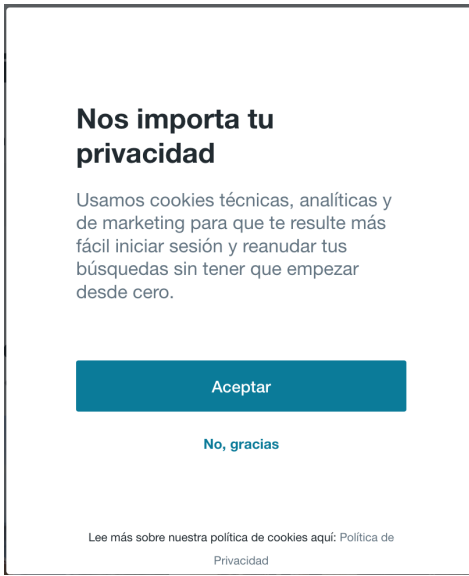 Nos importa tu
privacidad
Usamos cookies técnicas, analíticas y
de marketing para que te resulte más
fácil iniciar sesión y reanudar tus
búsquedas sin tener que empezar
desde cero.
Aceptar
No, gracias
Lee más sobre nuestra política de cookies aquí: Política de
Privacidad